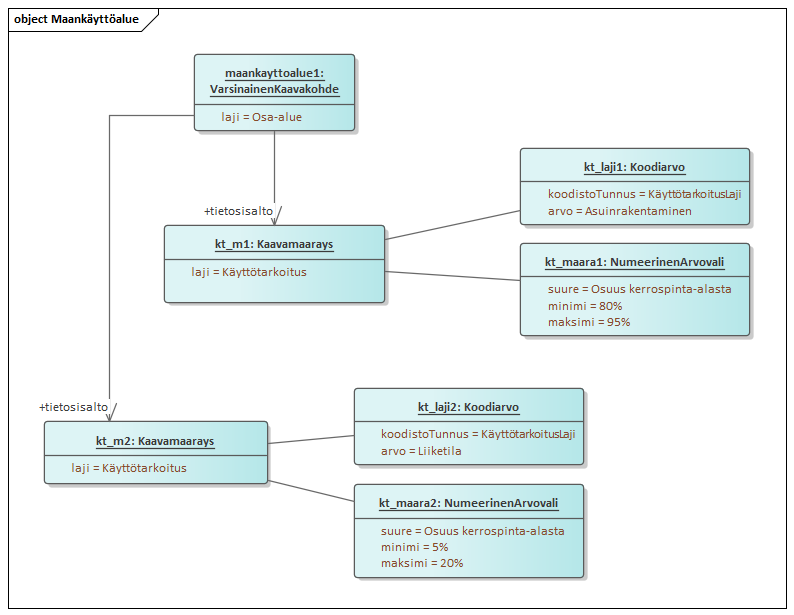 object Maankäyttöalue
maankayttoalue1:
VarsinainenKaavakohde
laji = Osa-alue
+tietosisalto
kt_m1: Kaavamaarays
laji = Käyttötarkoitus
kt_laji1: Koodiarvo
koodistoTunnus = KäyttötarkoitusLaji
arvo = Asuinrakentaminen
kt_maara1: NumeerinenArvovali
suure = Osuus kerrospinta-alasta
minimi = 80%
maksimi = 95%
+tietosisalto
kt_m2: Kaavamaarays
laji = Käyttötarkoitus
kt_laji2: Koodiarvo
koodistoTunnus = KäyttötarkoitusLaji
arvo = Liiketila
kt_maara2: NumeerinenArvovali
suure = Osuus kerrospinta-alasta
minimi = 5%
maksimi = 20%